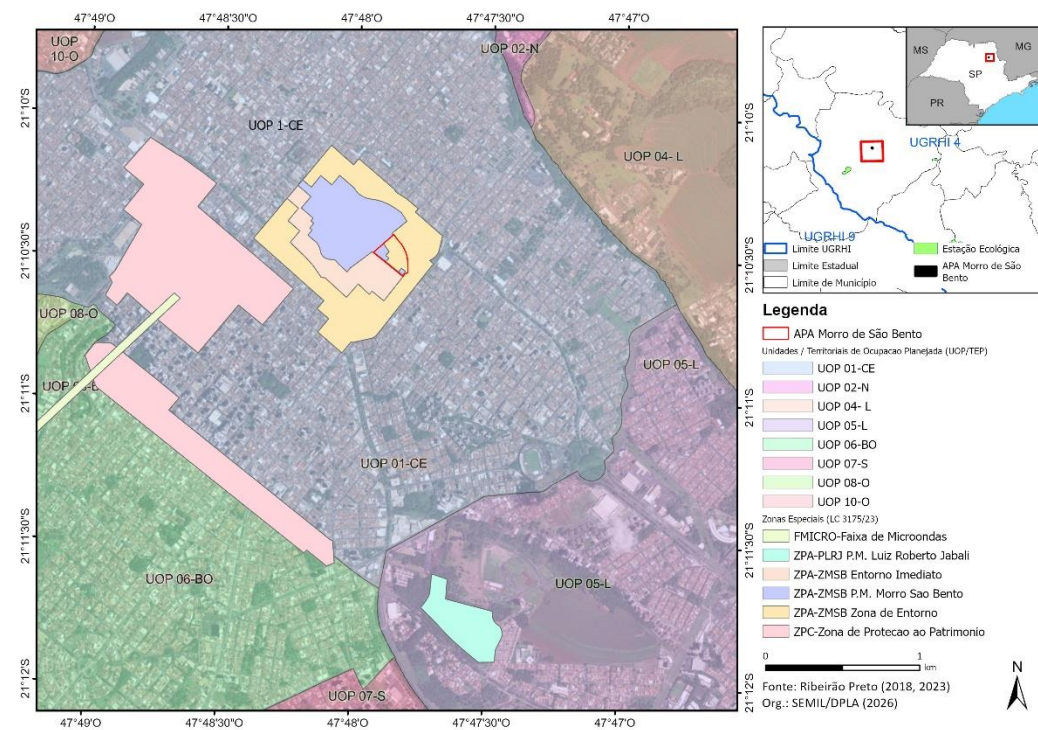 47°49'0"W
47°48'30"W
47°48'0"W
47°47'30"W
47°47'0"W
21°10'S
21°10'30"S
21°11'S
21°11'30"S
21°12'S
UOP
10-O
UOP 02-N
UOP 1-CE
UOP 04- L
UOP 08-O
UOP 05-L
UOP 01-CE
UOP 06-BO
UOP 05-L
UOP 07-S
21°10'S
21°10'30"S
21°11'S
21°11'30"S
21°12'S
47°49'0"W
47°48'30"W
47°48'0"W
47°47'30"W
47°47'0"W
MS
MG
SP
PR
UGRHI 4
UGRHI 9
Limite UGRHI
Limite Estadual
Limite de Município
Estação Ecológica
APA Morro de São
Bento
Legenda
APA Morro de São Bento
Unidades / Territoriais de Ocupacao Planejada (UOP/TEP)
UOP 01-CE
UOP 02-N
UOP 04- L
UOP 05-L
UOP 06-BO
UOP 07-S
UOP 08-O
UOP 10-O
Zonas Especiais (LC 3175/23)
FMICRO-Faixa de Microondas
ZPA-PLRJ P.M. Luiz Roberto Jabali
ZPA-ZMSB Entorno Imediato
ZPA-ZMSB P.M. Morro Sao Bento
ZPA-ZMSB Zona de Entorno
ZPC-Zona de Protecao ao Patrimonio
0
1
km
Fonte: Ribeirão Preto (2018, 2023)
Org.: SEMIL/DPLA (2026)
N